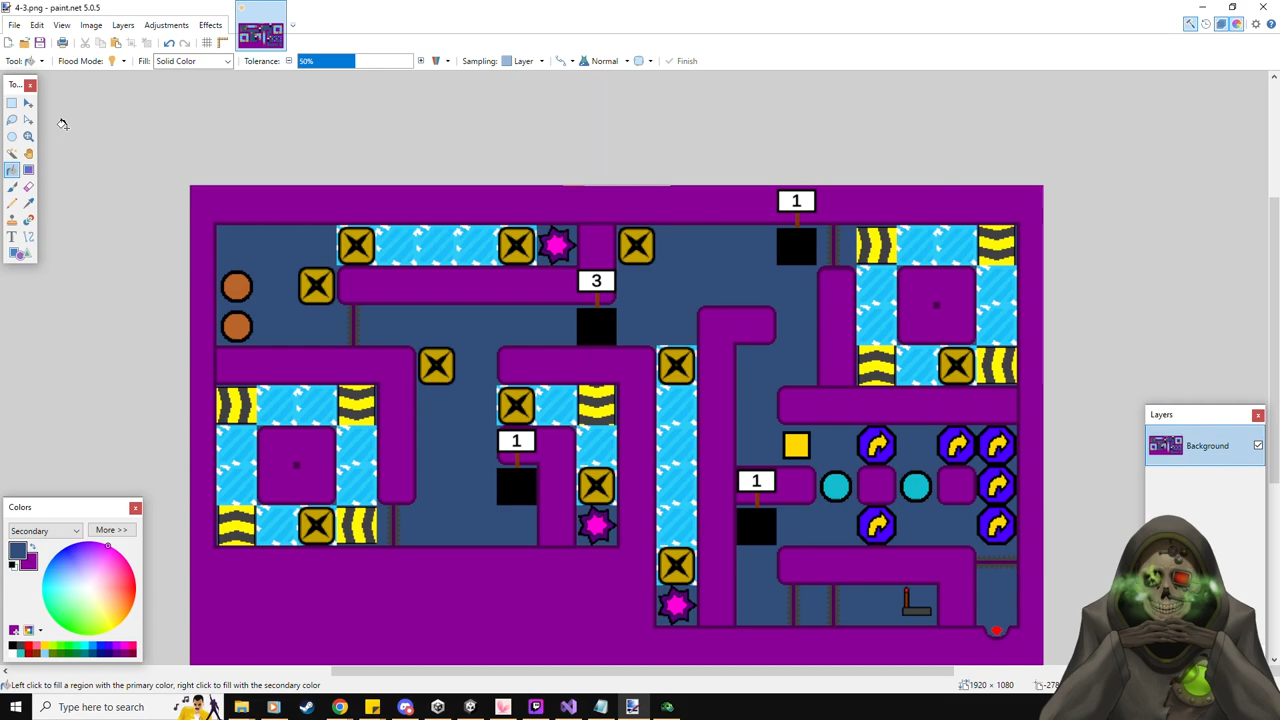 4-3.png - paint.net 5.0.5
File Edit View Image Layers Adjustments Effects
Tool: Flood Mode: Fill: Solid Color Tolerance: 50% Sampling: Layer Normal Finish
To...
1
3
1
1
Layers
Background
Colors
Secondary More >>
Left click to fill a region with the primary color, right click to fill with the secondary color
1920 × 1080
Type here to search